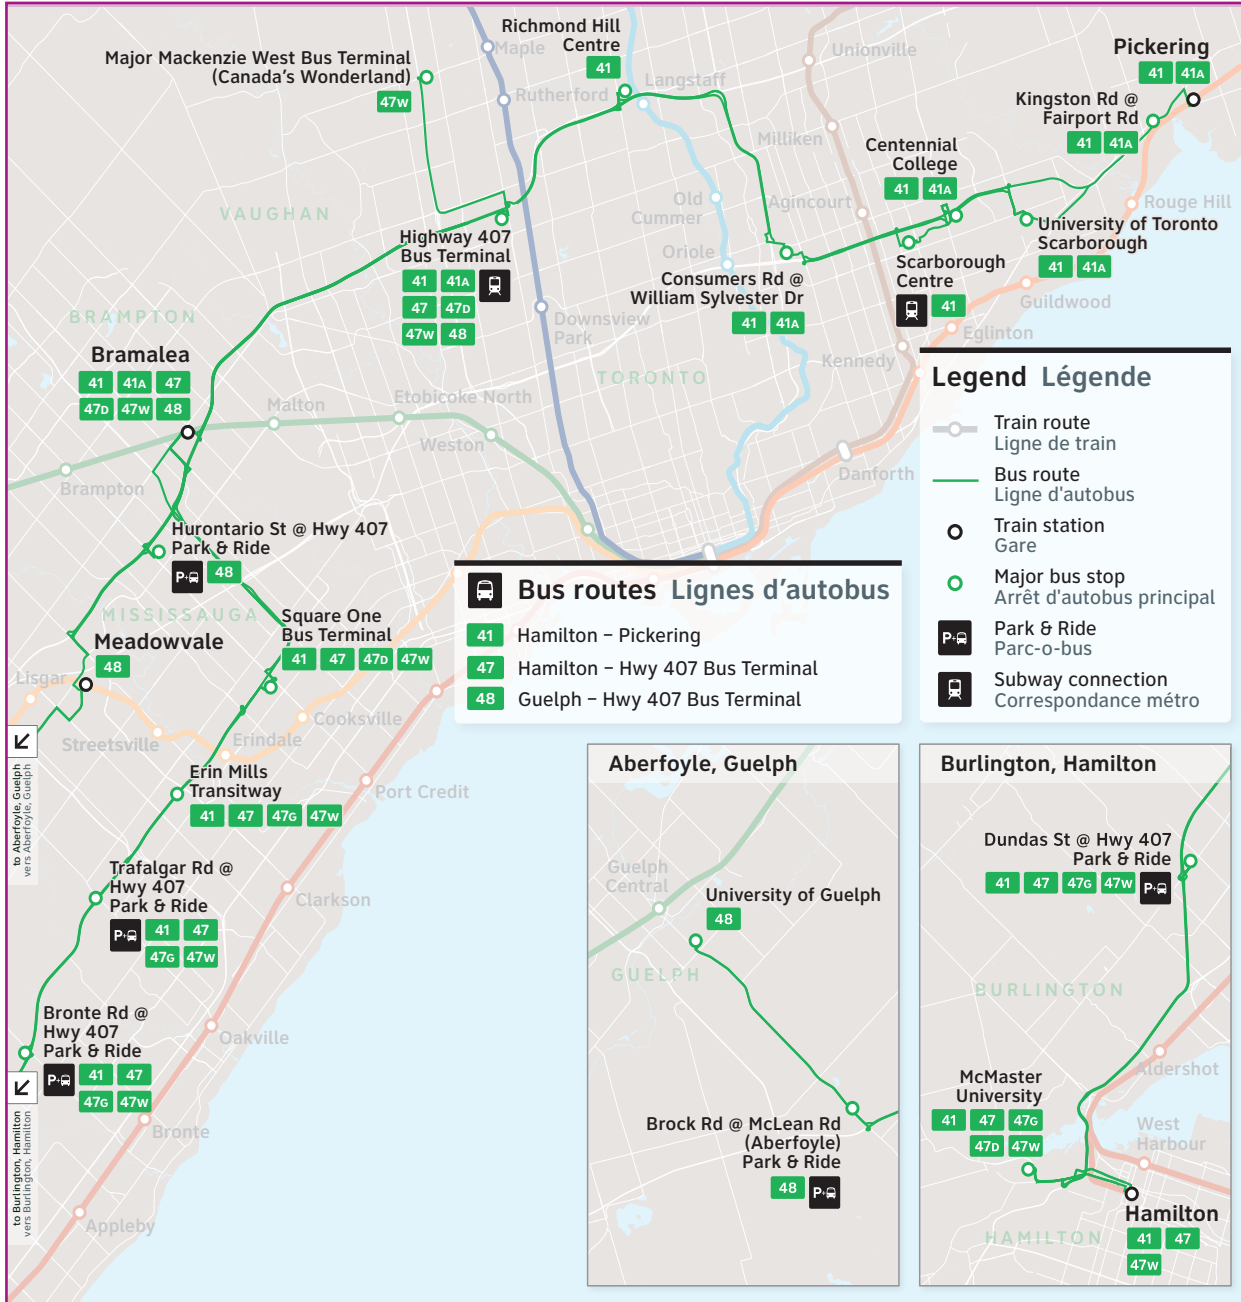 Major Mackenzie West Bus Terminal
(Canada's Wonderland)
47W
Maple
Rutherford
Richmond Hill
Centre
41
Langstaff
Unionville
Milliken
Pickering
41 41A
Kingston Rd @
Fairport Rd
41 41A
Centennial
College
41 41A
Old
Cummer
Agincourt
Rouge Hill
VAUGHAN
Highway 407
Bus Terminal
41 41A
47 47D
47W 48
Oriole
Consumers Rd @
William Sylvester Dr
41 41A
Scarborough
Centre
41
University of Toronto
Scarborough
41 41A
Guildwood
Eglinton
BRAMPTON
Bramalea
41 41A 47
47D 47W 48
Downsview
Park
TORONTO
Kennedy
Malton
Etobicoke North
Weston
Brampton
Danforth
Legend Légende
Train route
Ligne de train
Bus route
Ligne d'autobus
Train station
Gare
Major bus stop
Arrêt d'autobus principal
P+
Park & Ride
Parc-o-bus
Subway connection
Correspondance métro
Hurontario St @ Hwy 407
Park & Ride
P+ 48
MISSISSAUGA
Meadowvale
48
Lisgar
Square One
Bus Terminal
41 47 47D 47W
Bus routes Lignes d'autobus
41 Hamilton – Pickering
47 Hamilton – Hwy 407 Bus Terminal
48 Guelph – Hwy 407 Bus Terminal
Streetsville
Erindale
Cooksville
Port Credit
to Aberfoyle, Guelph
vers Aberfoyle, Guelph
Erin Mills
Transitway
41 47 47G 47W
Trafalgar Rd @
Hwy 407
Park & Ride
P+ 41 47
47G 47W
Clarkson
Bronte Rd @
Hwy 407
Park & Ride
P+ 41 47
47G 47W
Oakville
Bronte
Appleby
to Burlington, Hamilton
vers Burlington, Hamilton
Aberfoyle, Guelph
Guelph
Central
University of Guelph
48
GUELPH
Brock Rd @ McLean Rd
(Aberfoyle)
Park & Ride
48 P+
Burlington, Hamilton
Dundas St @ Hwy 407
Park & Ride
41 47 47G 47W P+
BURLINGTON
Aldershot
McMaster
University
41 47 47G
47D 47W
West
Harbour
Hamilton
41 47
47W
HAMILTON